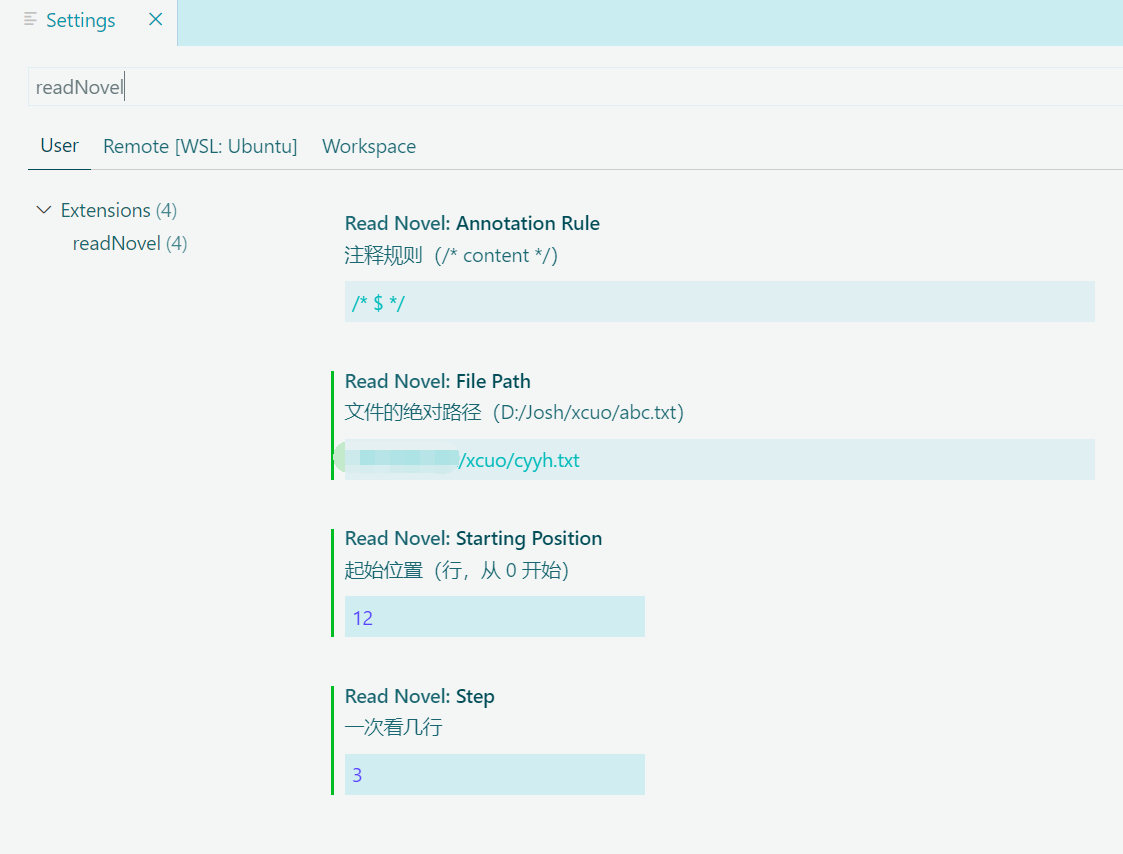 Settings
readNovel
User Remote [WSL: Ubuntu] Workspace
Extensions (4)
readNovel (4)
Read Novel: Annotation Rule
注释规则（/* content */）
/* $ */
Read Novel: File Path
文件的绝对路径（D:/Josh/xcuo/abc.txt）
/xcuo/cyyh.txt
Read Novel: Starting Position
起始位置（行，从 0 开始）
12
Read Novel: Step
一次看几行
3